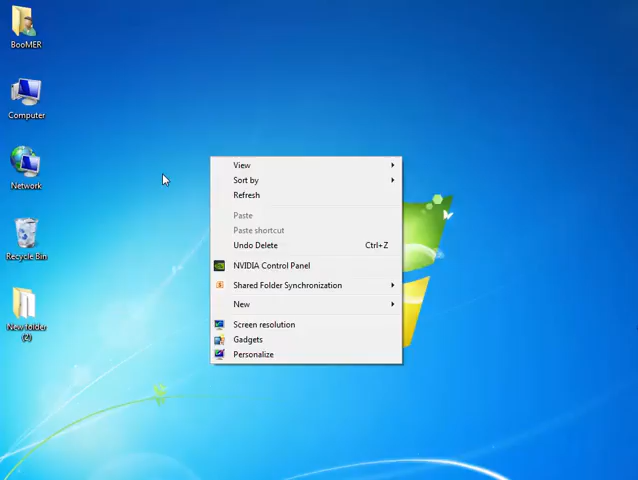 BooMER
Computer
Network
Recycle Bin
New folder
(2)
View
Sort by
Refresh
Paste
Paste shortcut
Undo Delete Ctrl+Z
NVIDIA Control Panel
Shared Folder Synchronization
New
Screen resolution
Gadgets
Personalize